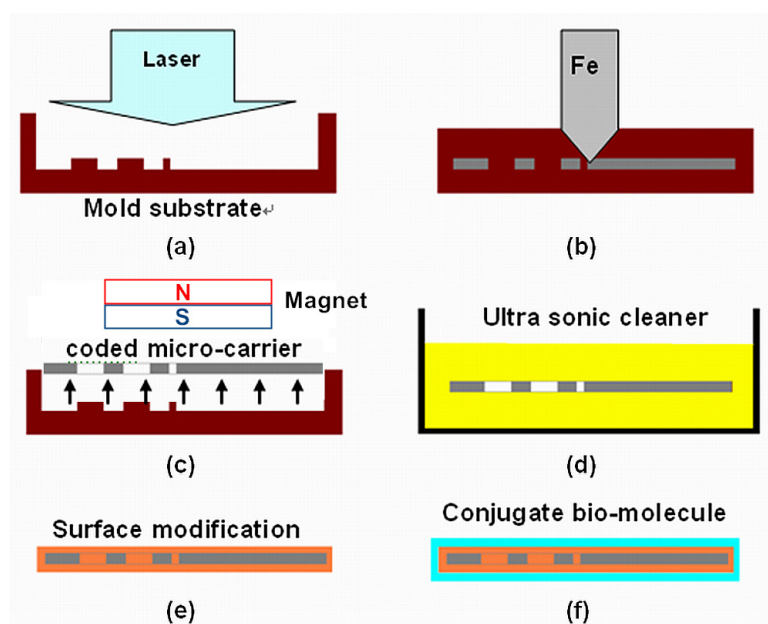 Laser
Fe
Mold substrate↵
(a)
(b)
N
S
Magnet
coded micro-carrier
Ultra sonic cleaner
(c)
(d)
Surface modification
Conjugate bio-molecule
(e)
(f)